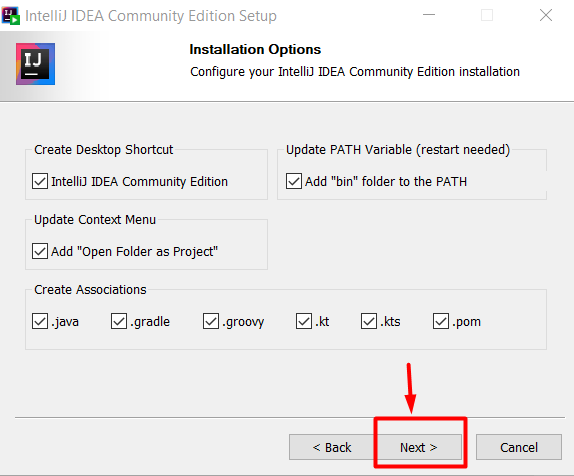 IntelliJ IDEA Community Edition Setup
IJ
Installation Options
Configure your IntelliJ IDEA Community Edition installation
Create Desktop Shortcut
IntelliJ IDEA Community Edition
Update PATH Variable (restart needed)
Add "bin" folder to the PATH
Update Context Menu
Add "Open Folder as Project"
Create Associations
.java .gradle .groovy .kt .kts .pom
< Back Next > Cancel